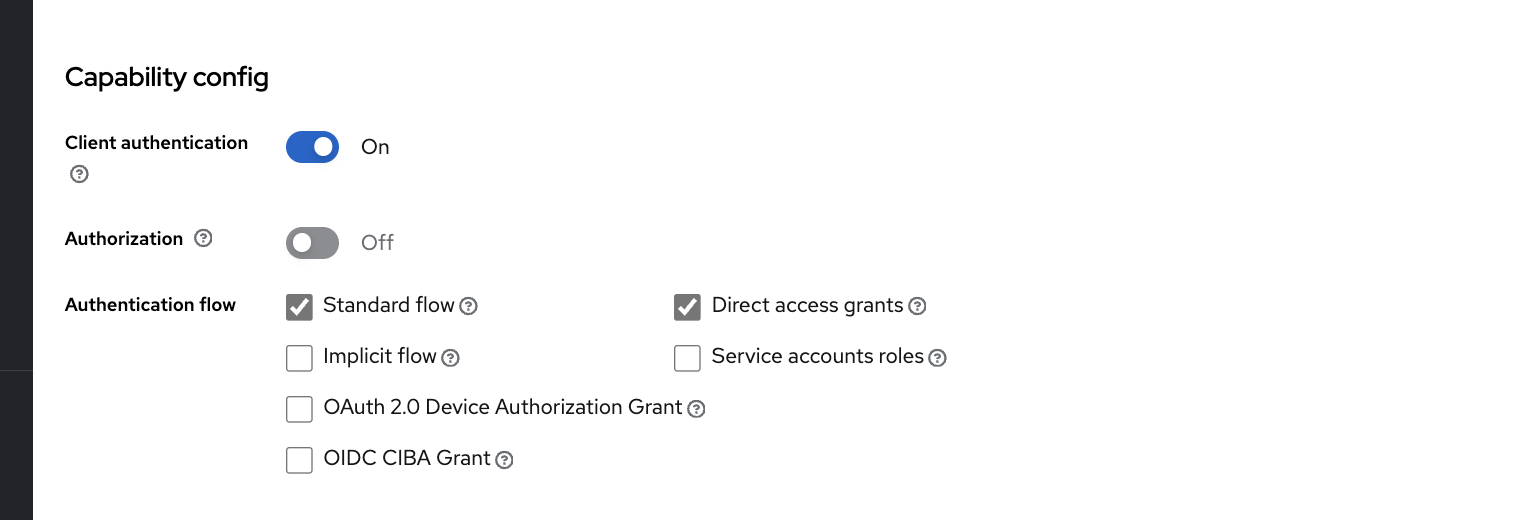 Capability config
Client authentication
On
Authorization
Off
Authentication flow
Standard flow
Direct access grants
Implicit flow
Service accounts roles
OAuth 2.0 Device Authorization Grant
OIDC CIBA Grant